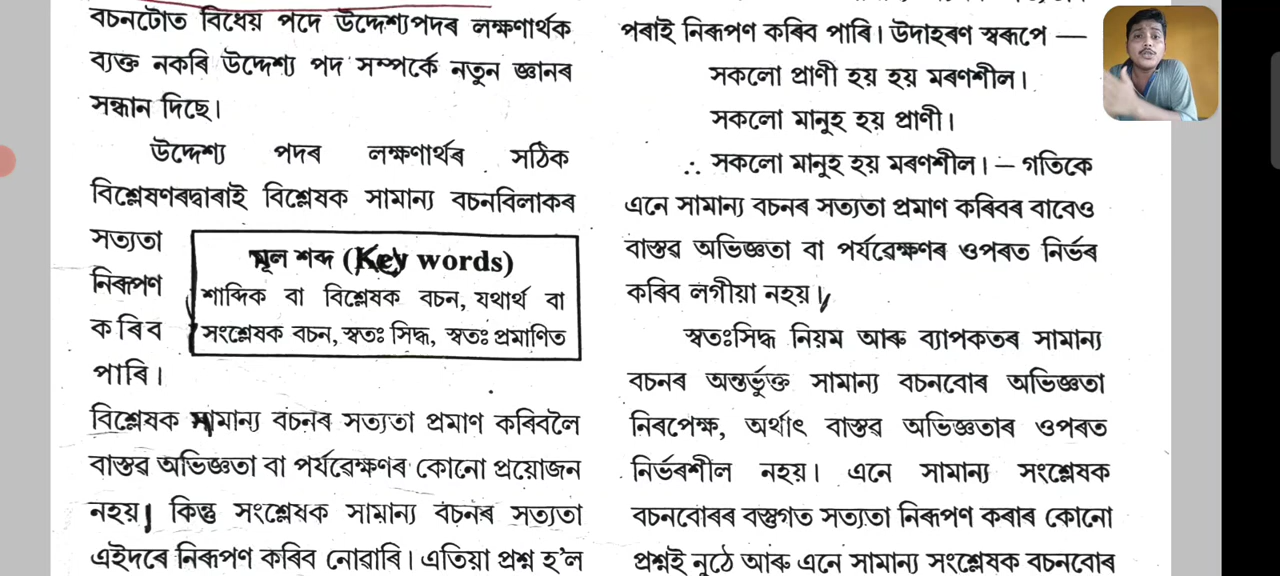 বচনটোত বিধেয় পদে উদ্দেশ্যপদৰ লক্ষণাৰ্থক
ব্যক্ত নকৰি উদ্দেশ্য পদ সম্পৰ্কে নতুন জ্ঞানৰ
সন্ধান দিছে।
উদ্দেশ্য পদৰ লক্ষণাৰ্থৰ সঠিক
বিশ্লেষণৰদ্বাৰাই বিশ্লেষক সামান্য বচনবিলাকৰ
সত্যতা
নিৰূপণ
কৰিব
পাৰি।
মূল শব্দ (Key words)
শাব্দিক বা বিশ্লেষক বচন, যথাৰ্থ বা
সংশ্লেষক বচন, স্বতঃ সিদ্ধ, স্বতঃ প্ৰমাণিত
বিশ্লেষক সামান্য বচনৰ সত্যতা প্ৰমাণ কৰিবলৈ
বাস্তৱ অভিজ্ঞতা বা পৰ্যৱেক্ষণৰ কোনো প্ৰয়োজন
নহয়। কিন্তু সংশ্লেষক সামান্য বচনৰ সত্যতা
এইদৰে নিৰূপণ কৰিব নোৱাৰি। এতিয়া প্ৰশ্ন হ’ল
পৰাই নিৰূপণ কৰিব পাৰি। উদাহৰণ স্বৰূপে —
সকলো প্ৰাণী হয় হয় মৰণশীল।
সকলো মানুহ হয় প্ৰাণী।
∴ সকলো মানুহ হয় মৰণশীল। – গতিকে
এনে সামান্য বচনৰ সত্যতা প্ৰমাণ কৰিবৰ বাবেও
বাস্তৱ অভিজ্ঞতা বা পৰ্যৱেক্ষণৰ ওপৰত নিৰ্ভৰ
কৰিব লগীয়া নহয়।
স্বতঃসিদ্ধ নিয়ম আৰু ব্যাপকতৰ সামান্য
বচনৰ অন্তৰ্ভুক্ত সামান্য বচনবোৰ অভিজ্ঞতা
নিৰপেক্ষ, অৰ্থাৎ বাস্তৱ অভিজ্ঞতাৰ ওপৰত
নিৰ্ভৰশীল নহয়। এনে সামান্য সংশ্লেষক
বচনবোৰৰ বস্তুগত সত্যতা নিৰূপণ কৰাৰ কোনো
প্ৰশ্নই নুঠে আৰু এনে সামান্য সংশ্লেষক বচনবোৰ